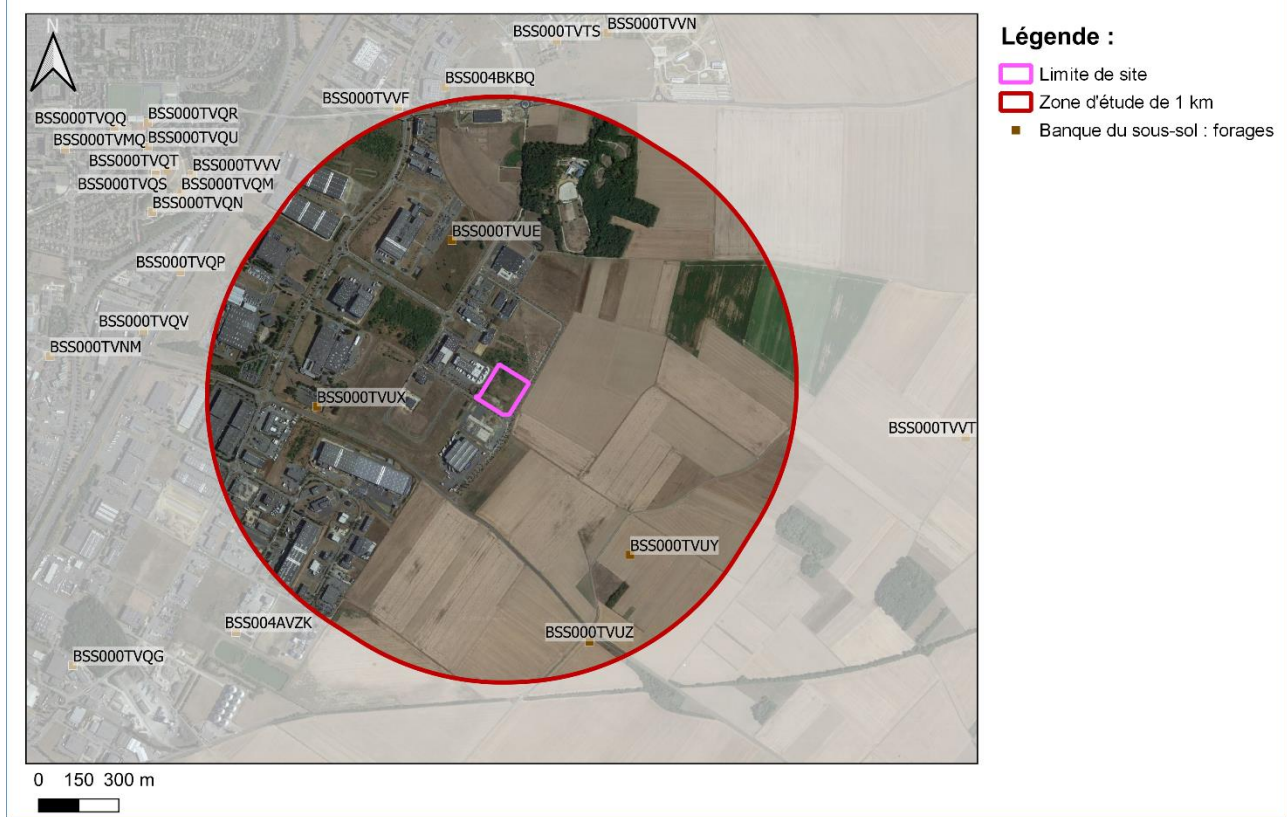 N
BSS000TVTS
BSS000TVVN
BSS004BKBQ
BSS000TVVF
BSS000TVQQ
BSS000TVQR
BSS000TVMQ
BSS000TVQU
BSS000TVQT
BSS000TVVV
BSS000TVQS
BSS000TVQM
BSS000TVQN
BSS000TVUE
BSS000TVQP
BSS000TVQV
BSS000TVNM
BSS000TVUX
BSS000TVVT
BSS000TVUY
BSS004AVZK
BSS000TVUZ
BSS000TVQG
Légende :
Limite de site
Zone d'étude de 1 km
Banque du sous-sol : forages
0 150 300 m